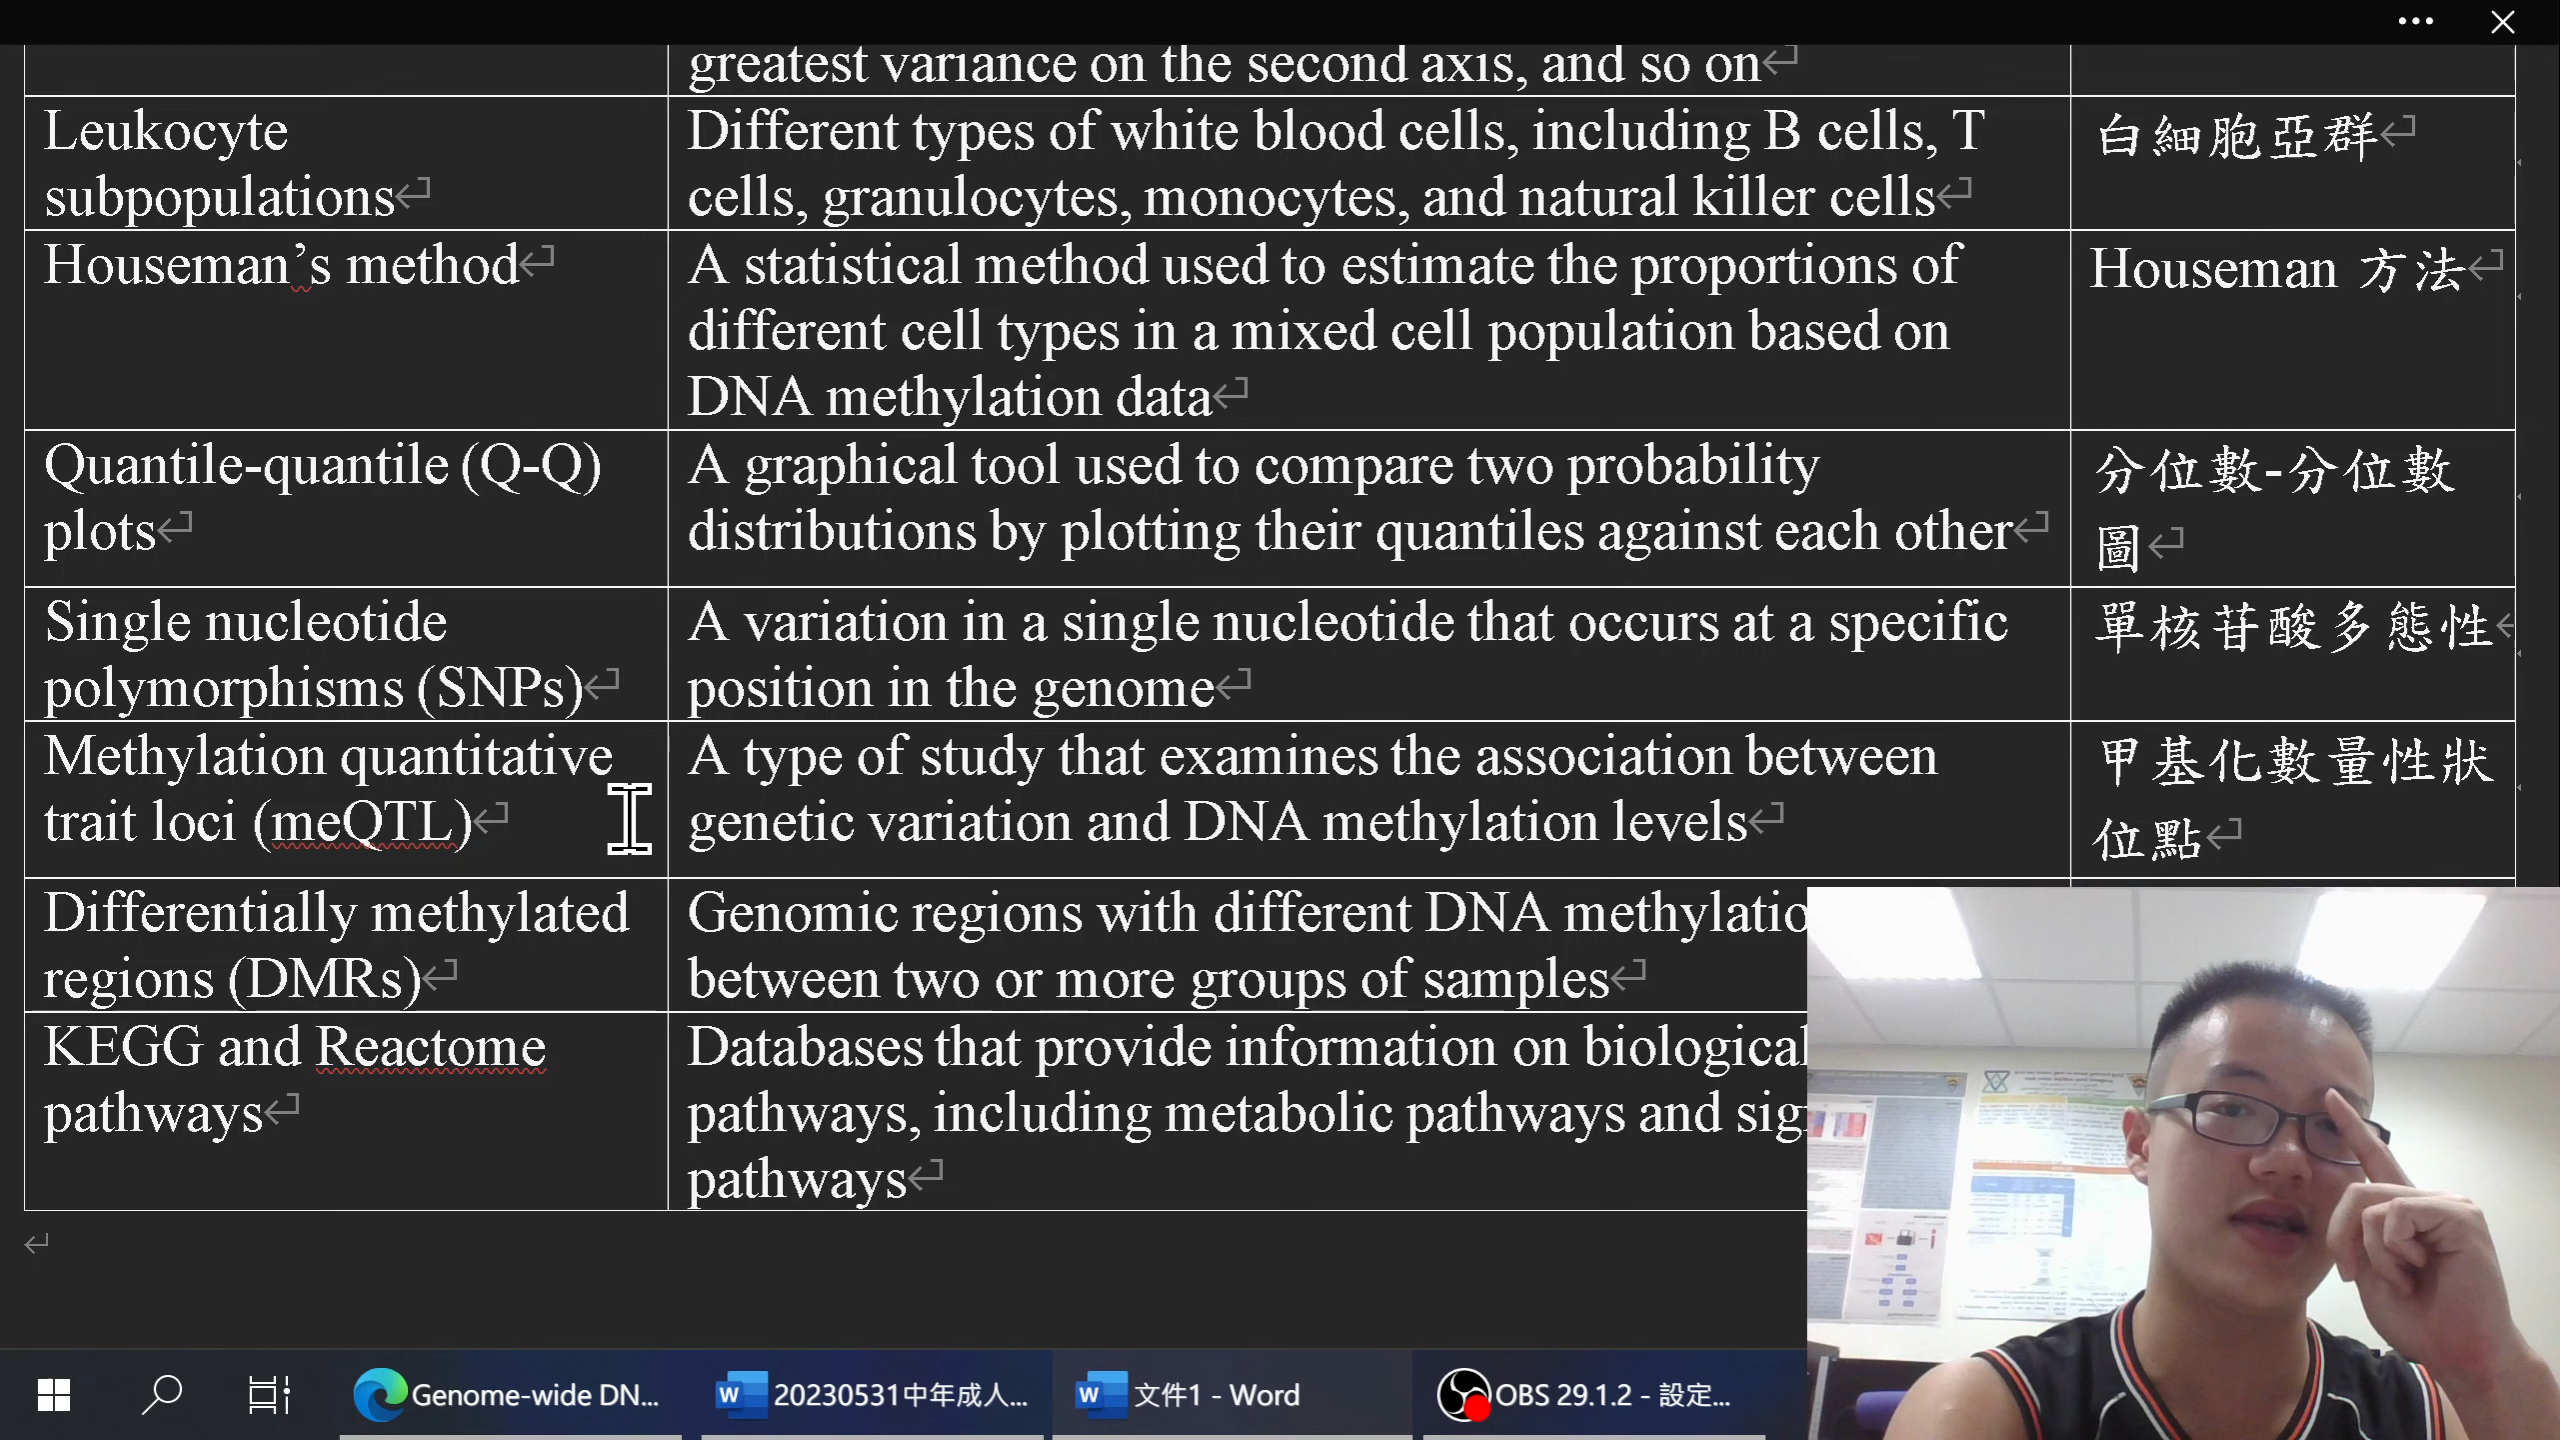 greatest variance on the second axis, and so on
Leukocyte
subpopulations
Different types of white blood cells, including B cells, T
cells, granulocytes, monocytes, and natural killer cells
白細胞亞群
Houseman’s method
A statistical method used to estimate the proportions of
different cell types in a mixed cell population based on
DNA methylation data
Houseman 方法
Quantile-quantile (Q-Q)
plots
A graphical tool used to compare two probability
distributions by plotting their quantiles against each other
分位數-分位數
圖
Single nucleotide
polymorphisms (SNPs)
A variation in a single nucleotide that occurs at a specific
position in the genome
單核苷酸多態性
Methylation quantitative
trait loci (meQTL)
A type of study that examines the association between
genetic variation and DNA methylation levels
甲基化數量性狀
位點
Differentially methylated
regions (DMRs)
Genomic regions with different DNA methylatio
between two or more groups of samples
KEGG and Reactome
pathways
Databases that provide information on biological
pathways, including metabolic pathways and sig
pathways
Genome-wide DN...
20230531中年成人...
文件1 - Word
OBS 29.1.2 - 設定...